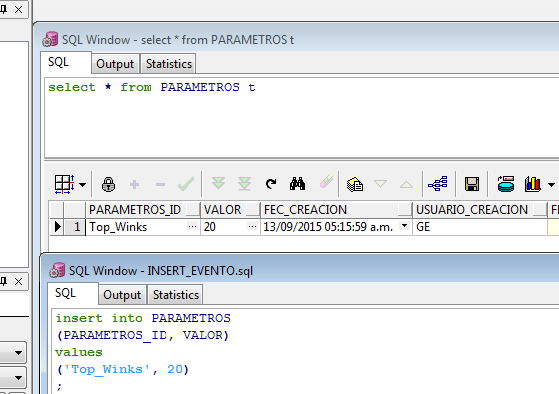 SQL Window - select * from PARAMETROS t
SQL Output Statistics
select * from PARAMETROS t
PARAMETROS_ID VALOR FEC_CREACION USUARIO_CREACION
1 Top_Winks ... 20 ... 13/09/2015 05:15:59 a.m. GE
SQL Window - INSERT_EVENTO.sql
SQL Output Statistics
insert into PARAMETROS
(PARAMETROS_ID, VALOR)
values
('Top_Winks', 20)
;